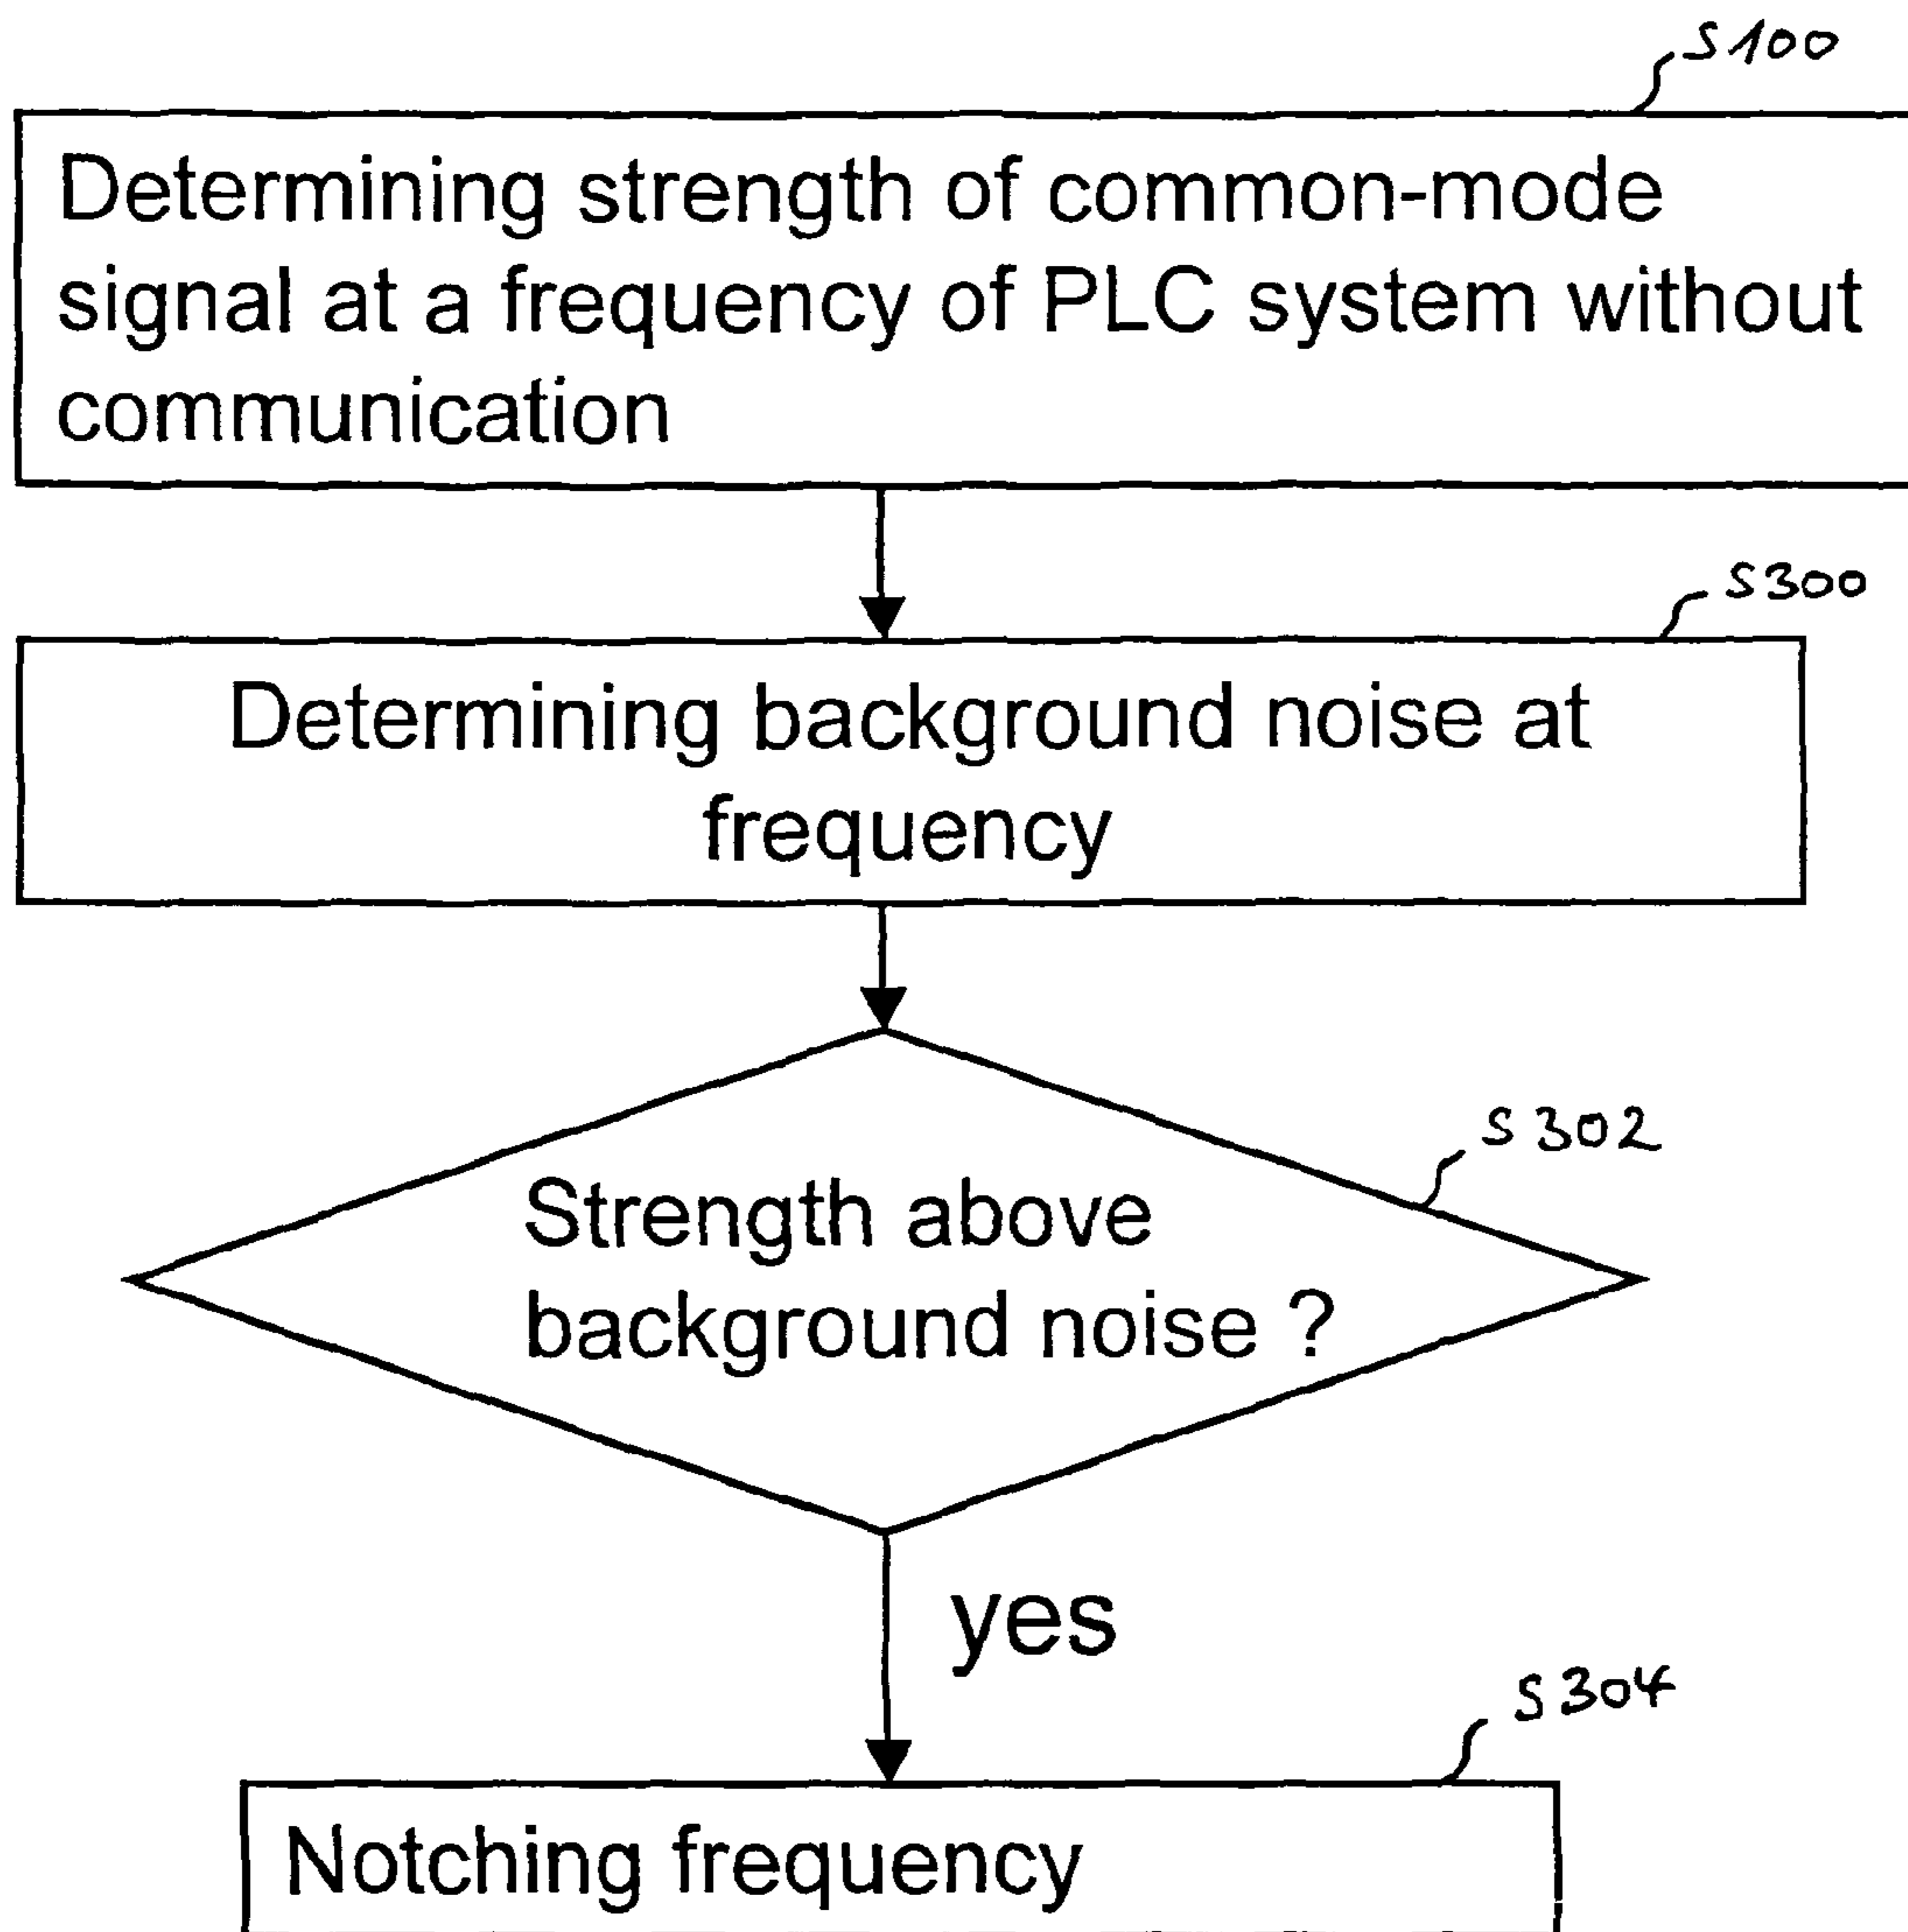 S100
Determining strength of common-mode
signal at a frequency of PLC system without
communication
S300
Determining background noise at
frequency
S302
Strength above
background noise ?
yes
S304
Notching frequency